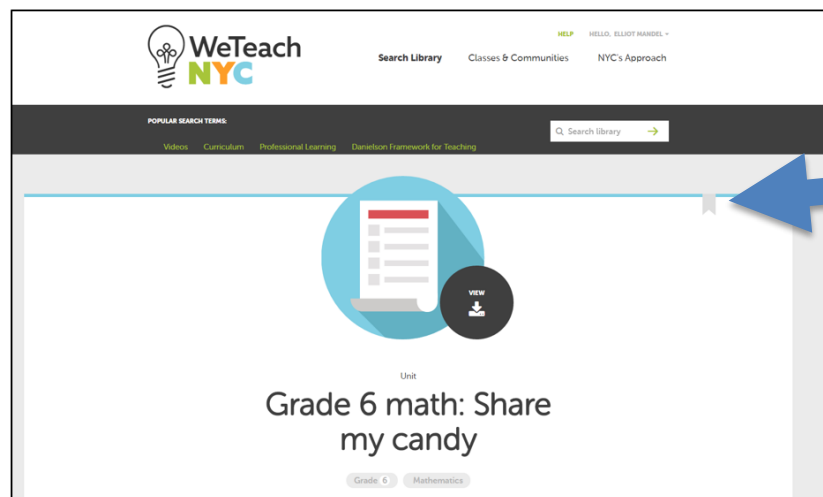 WeTeach
NYC
HELP HELLO, ELLIOT MANDEL
Search Library Classes & Communities NYC's Approach
POPULAR SEARCH TERMS:
Videos Curriculum Professional Learning Danielson Framework for Teaching
Search library
VIEW
Unit
Grade 6 math: Share
my candy
Grade 6 Mathematics